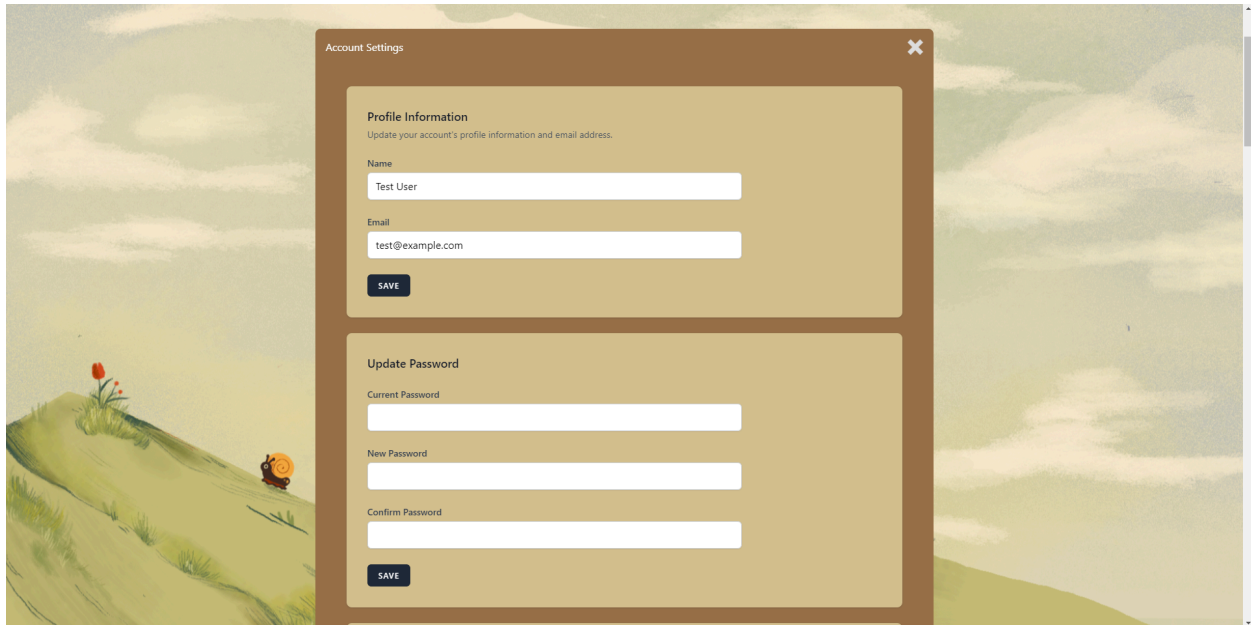 Account Settings
Profile Information
Update your account's profile information and email address.
Name
Test User
Email
test@example.com
SAVE
Update Password
Current Password
New Password
Confirm Password
SAVE